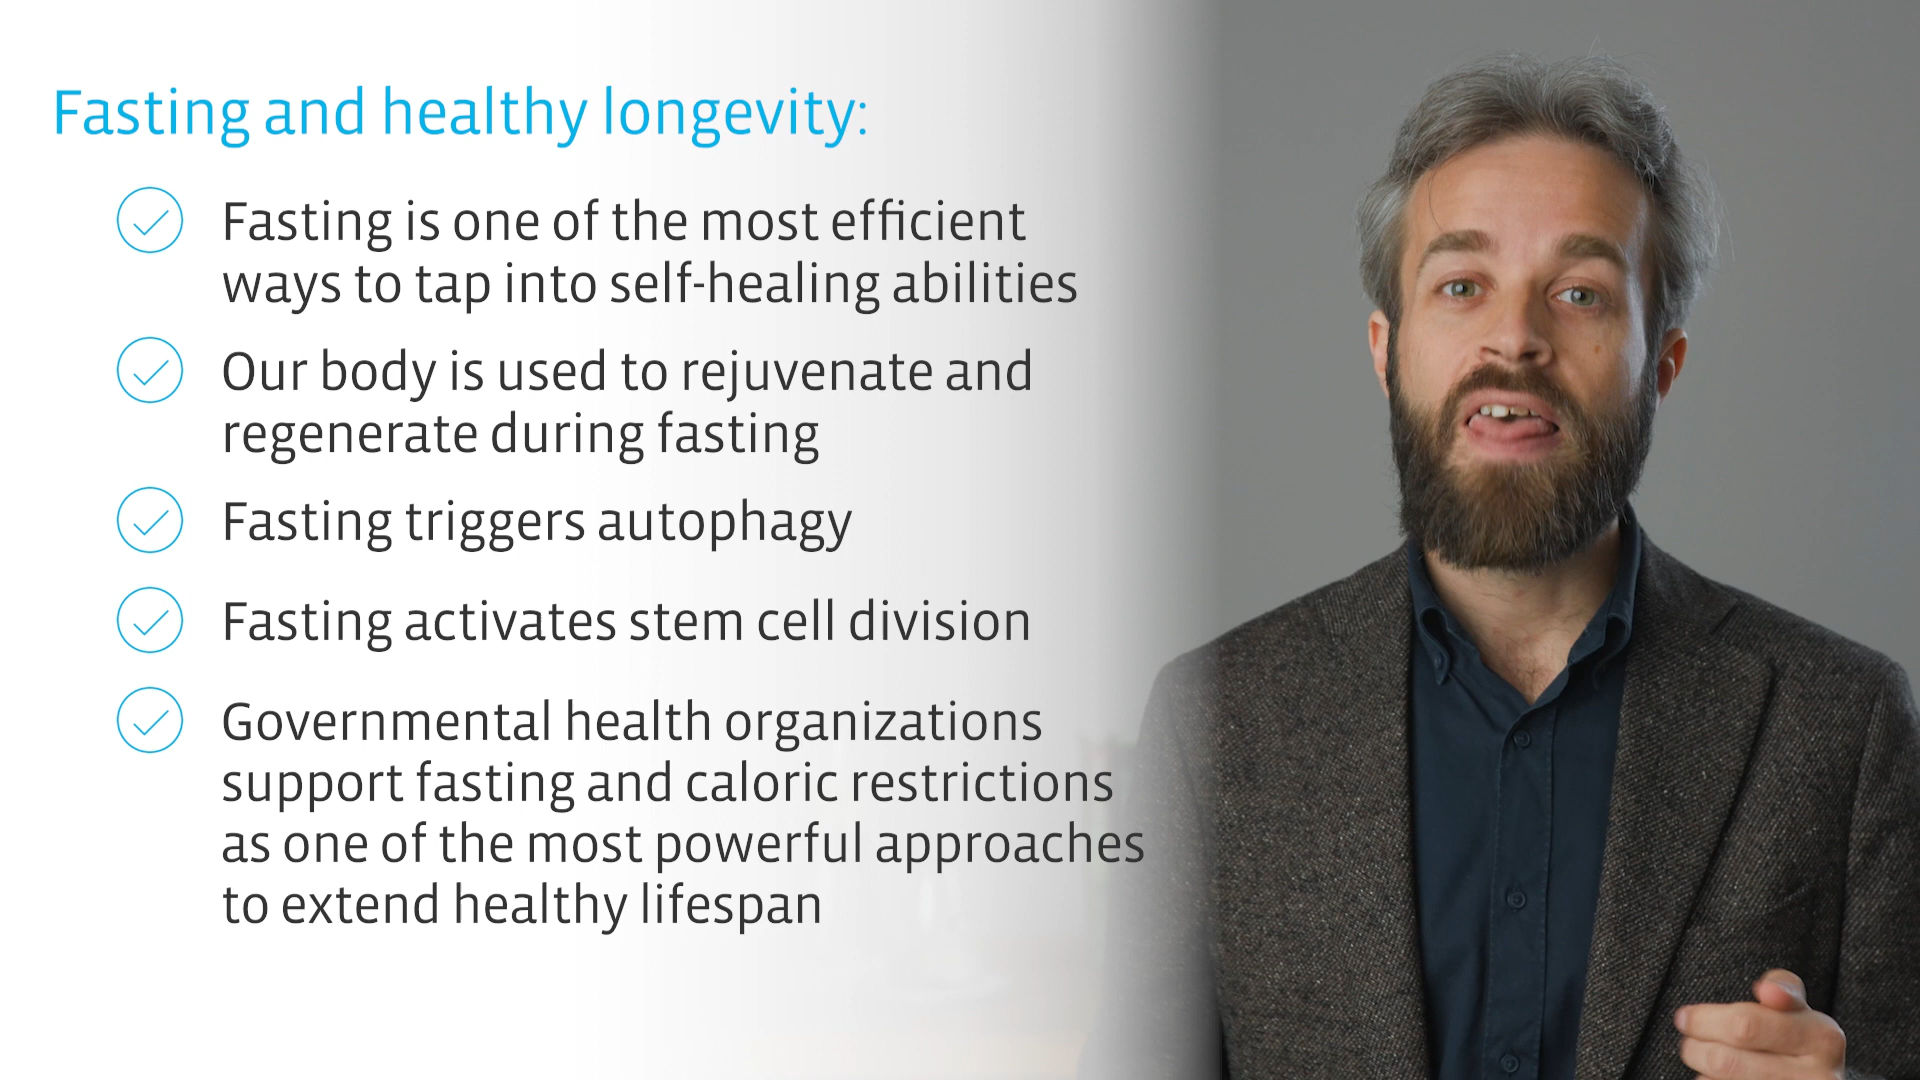 Fasting and healthy longevity:
Fasting is one of the most efficient
ways to tap into self-healing abilities
Our body is used to rejuvenate and
regenerate during fasting
Fasting triggers autophagy
Fasting activates stem cell division
Governmental health organizations
support fasting and caloric restrictions
as one of the most powerful approaches
to extend healthy lifespan